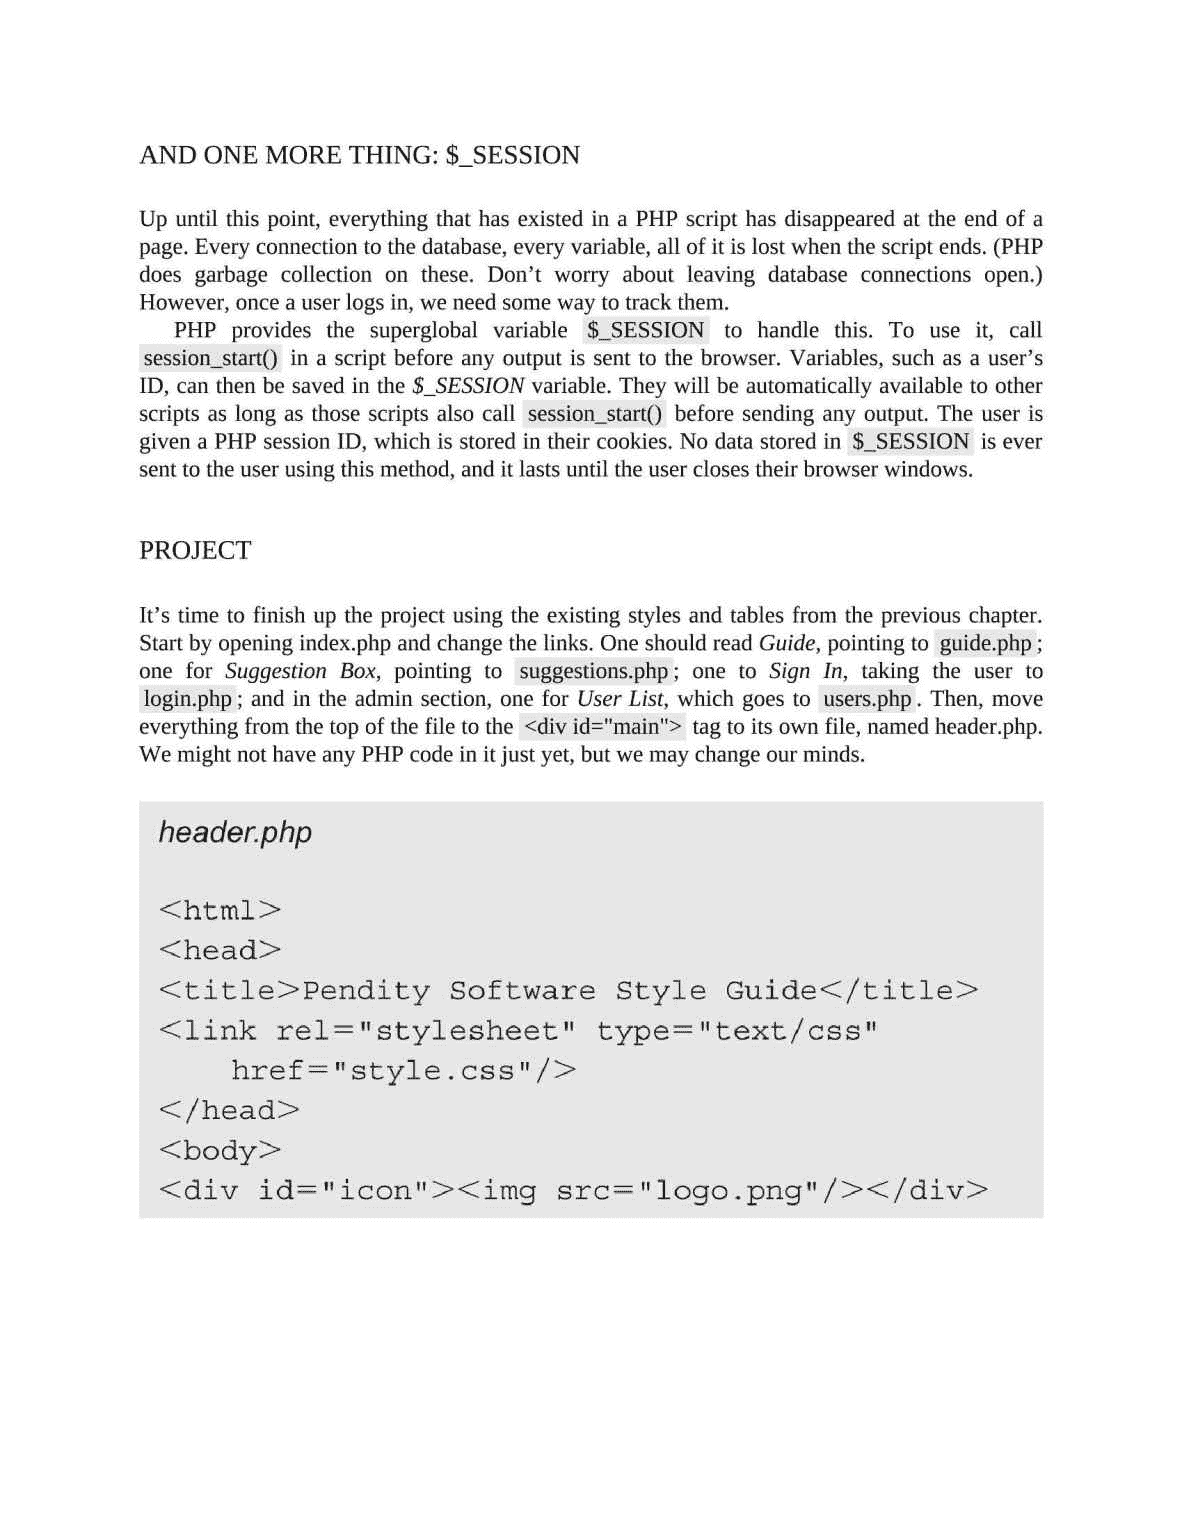 AND ONE MORE THING: $_SESSION
Up until this point, everything that has existed in a PHP script has disappeared at the end of a
page. Every connection to the database, every variable, all of it is lost when the script ends. (PHP
does garbage collection on these. Don’t worry about leaving database connections open.)
However, once a user logs in, we need some way to track them.
PHP provides the superglobal variable $_SESSION to handle this. To use it, call
session_start() in a script before any output is sent to the browser. Variables, such as a user’s
ID, can then be saved in the $_SESSION variable. They will be automatically available to other
scripts as long as those scripts also call session_start() before sending any output. The user is
given a PHP session ID, which is stored in their cookies. No data stored in $_SESSION is ever
sent to the user using this method, and it lasts until the user closes their browser windows.
PROJECT
It’s time to finish up the project using the existing styles and tables from the previous chapter.
Start by opening index.php and change the links. One should read Guide, pointing to guide.php ;
one for Suggestion Box, pointing to suggestions.php ; one to Sign In, taking the user to
login.php ; and in the admin section, one for User List, which goes to users.php . Then, move
everything from the top of the file to the <div id="main"> tag to its own file, named header.php.
We might not have any PHP code in it just yet, but we may change our minds.
header.php
<html>
<head>
<title>Pendity Software Style Guide</title>
<link rel="stylesheet" type="text/css"
href="style.css"/>
</head>
<body>
<div id="icon"><img src="logo.png"/></div>